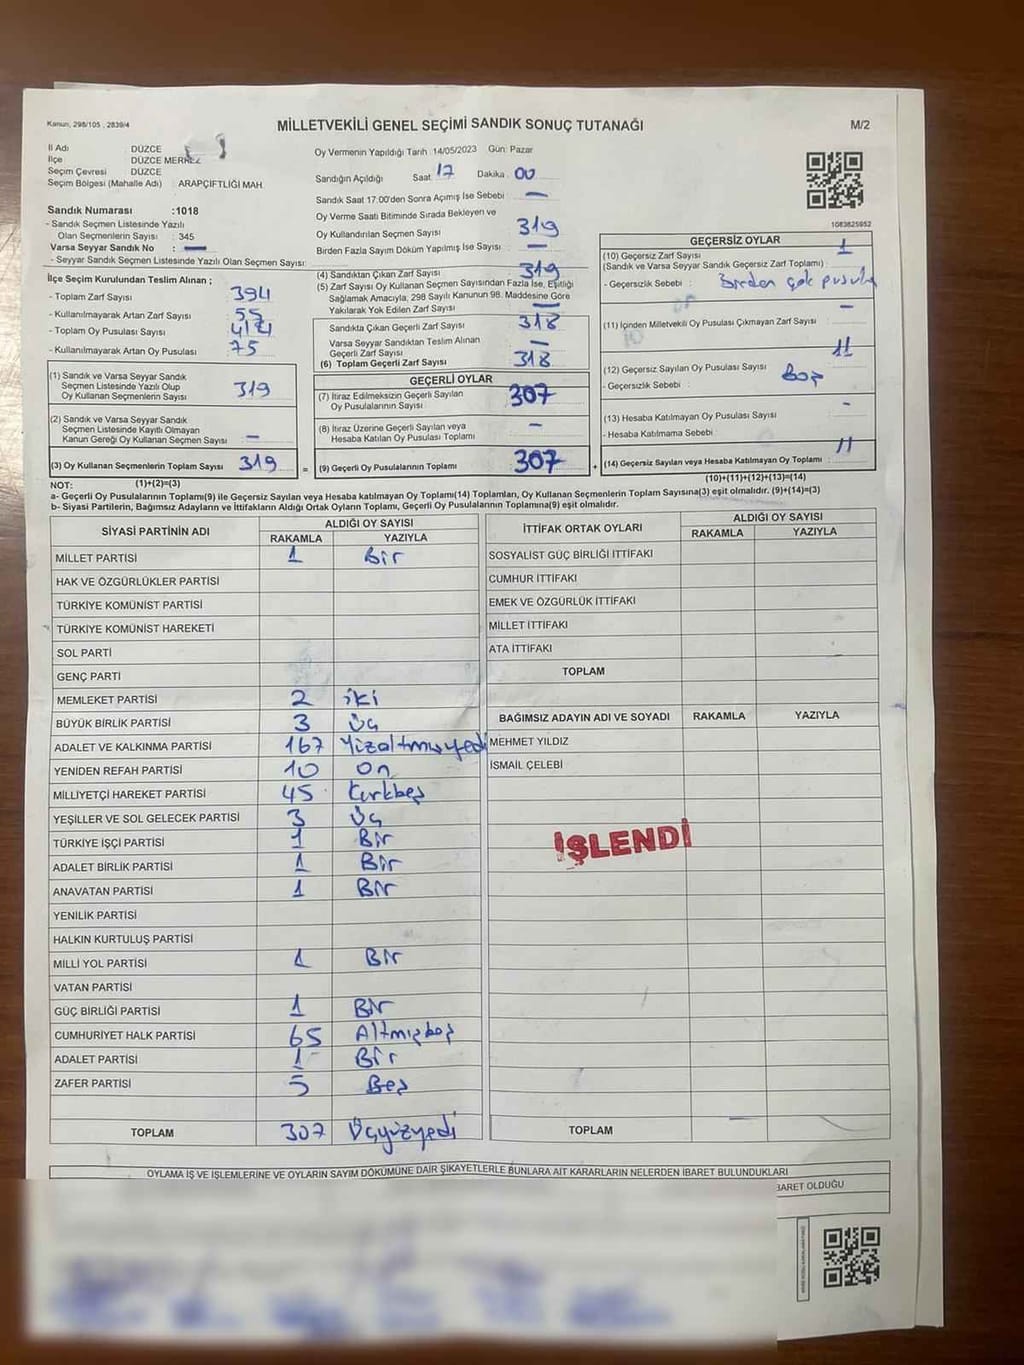 Kanun, 298/105 , 2839/4
MİLLETVEKİLİ GENEL SEÇİMİ SANDIK SONUÇ TUTANAĞI
M/2
İl Adı DÜZCE
İlçe DÜZCE MERKEZ
Seçim Çevresi DÜZCE
Seçim Bölgesi (Mahalle Adı) : ARAPÇİFTLİĞİ MAH.
Sandık Numarası :1018
- Sandık Seçmen Listesinde Yazılı
Olan Seçmenlerin Sayısı : 345
Varsa Seyyar Sandık No : —
- Seyyar Sandık Seçmen Listesinde Yazılı Olan Seçmen Sayısı:
İlçe Seçim Kurulundan Teslim Alınan ;
- Toplam Zarf Sayısı 394
- Kullanılmayarak Artan Zarf Sayısı
- Toplam Oy Pusulası Sayısı
- Kullanılmayarak Artan Oy Pusulası 75
(1) Sandık ve Varsa Seyyar Sandık
Seçmen Listesinde Yazılı Olup
Oy Kullanan Seçmenlerin Sayısı 319
(2) Sandık ve Varsa Seyyar Sandık
Seçmen Listesinde Kayıtlı Olmayan
Kanun Gereği Oy Kullanan Seçmen Sayısı —
(3) Oy Kullanan Seçmenlerin Toplam Sayısı 319
Oy Vermenin Yapıldığı Tarih :14/05/2023 Gün: Pazar
Sandığın Açıldığı Saat 17 Dakika 00
Sandık Saat 17:00'den Sonra Açımış İse Sebebi —
Oy Verme Saati Bitiminde Sırada Bekleyen ve
Oy Kullandırılan Seçmen Sayısı 319
Birden Fazla Sayım Döküm Yapılmış İse Sayısı : —
(4) Sandıktan Çıkan Zarf Sayısı 319
(5) Zarf Sayısı Oy Kullanan Seçmen Sayısından Fazla İse, Eşitliği
Sağlamak Amacıyla, 298 Sayılı Kanunun 98. Maddesine Göre
Yakılarak Yok Edilen Zarf Sayısı —
Sandıkta Çıkan Geçerli Zarf Sayısı 318
Varsa Seyyar Sandıktan Teslim Alınan
Geçerli Zarf Sayısı —
(6) Toplam Geçerli Zarf Sayısı 318
GEÇERLİ OYLAR
(7) İtiraz Edilmeksizin Geçerli Sayılan
Oy Pusulalarının Sayısı 307
(8) İtiraz Üzerine Geçerli Sayılan veya
Hesaba Katılan Oy Pusulası Toplamı —
= (9) Geçerli Oy Pusulalarının Toplamı 307
1083625952
GEÇERSİZ OYLAR
(10) Geçersiz Zarf Sayısı 1
(Sandık ve Varsa Seyyar Sandık Geçersiz Zarf Toplamı) :
- Geçersizlik Sebebi : Birden çok pusula
(11) İçinden Milletvekili Oy Pusulası Çıkmayan Zarf Sayısı —
(12) Geçersiz Sayılan Oy Pusulası Sayısı 11
- Geçersizlik Sebebi : Boş
(13) Hesaba Katılmayan Oy Pusulası Sayısı -
- Hesaba Katılmama Sebebi :
+ (14) Geçersiz Sayılan veya Hesaba Katılmayan Oy Toplamı : 11
NOT: (1)+(2)=(3) (10)+(11)+(12)+(13)=(14)
a- Geçerli Oy Pusulalarının Toplamı(9) ile Geçersiz Sayılan veya Hesaba katılmayan Oy Toplamı(14) Toplamları, Oy Kullanan Seçmenlerin Toplam Sayısına(3) eşit olmalıdır. (9)+(14)=(3)
b- Siyasi Partilerin, Bağımsız Adayların ve İttifakların Aldığı Ortak Oyların Toplamı, Geçerli Oy Pusulalarının Toplamına(9) eşit olmalıdır.
SİYASİ PARTİNİN ADI ALDIĞI OY SAYISI
RAKAMLA YAZIYLA
MİLLET PARTİSİ 1 Bir
HAK VE ÖZGÜRLÜKLER PARTİSİ
TÜRKİYE KOMÜNİST PARTİSİ
TÜRKİYE KOMÜNİST HAREKETİ
SOL PARTİ
GENÇ PARTİ
MEMLEKET PARTİSİ 2 iki
BÜYÜK BİRLİK PARTİSİ 3 Üç
ADALET VE KALKINMA PARTİSİ 167 Yüzaltmışyedi
YENİDEN REFAH PARTİSİ 10 On
MİLLİYETÇİ HAREKET PARTİSİ 45 Kırkbeş
YEŞİLLER VE SOL GELECEK PARTİSİ 3 Üç
TÜRKİYE İŞÇİ PARTİSİ 1 Bir
ADALET BİRLİK PARTİSİ 1 Bir
ANAVATAN PARTİSİ 1 Bir
YENİLİK PARTİSİ
HALKIN KURTULUŞ PARTİSİ
MİLLİ YOL PARTİSİ 1 Bir
VATAN PARTİSİ
GÜÇ BİRLİĞİ PARTİSİ 1 Bir
CUMHURİYET HALK PARTİSİ 65 Altmışbeş
ADALET PARTİSİ 1 Bir
ZAFER PARTİSİ 5 Beş
TOPLAM 307 Üçyüzyedi
İTTİFAK ORTAK OYLARI ALDIĞI OY SAYISI
RAKAMLA YAZIYLA
SOSYALİST GÜÇ BİRLİĞİ İTTİFAKI
CUMHUR İTTİFAKI
EMEK VE ÖZGÜRLÜK İTTİFAKI
MİLLET İTTİFAKI
ATA İTTİFAKI
TOPLAM
BAĞIMSIZ ADAYIN ADI VE SOYADI RAKAMLA YAZIYLA
MEHMET YILDIZ
İSMAİL ÇELEBİ
İŞLENDİ
TOPLAM
OYLAMA İŞ VE İŞLEMLERİNE VE OYLARIN SAYIM DÖKÜMÜNE DAİR ŞİKAYETLERLE BUNLARA AİT KARARLARIN NELERDEN İBARET BULUNDUKLARI
BARET OLDUĞU